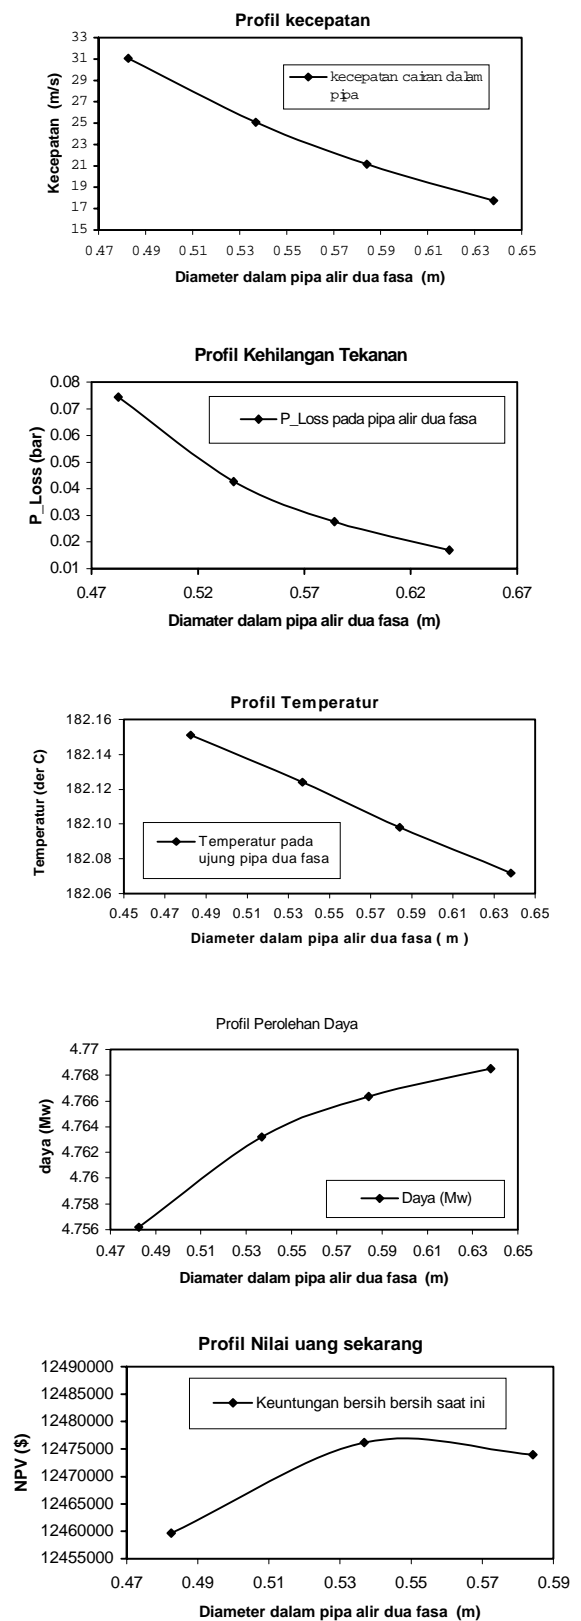 Profil kecepatan
33
31
29
27
25
23
21
19
17
15
Kecepatan (m/s)
kecepatan cairan dalam
pipa
0.47 0.49 0.51 0.53 0.55 0.57 0.59 0.61 0.63 0.65
Diameter dalam pipa alir dua fasa (m)
Profil Kehilangan Tekanan
0.08
0.07
0.06
0.05
0.04
0.03
0.02
0.01
P_Loss (bar)
P_Loss pada pipa alir dua fasa
0.47 0.52 0.57 0.62 0.67
Diamater dalam pipa alir dua fasa (m)
Profil Temperatur
182.16
182.14
182.12
182.10
182.08
182.06
Temperatur (der C)
Temperatur pada
ujung pipa dua fasa
0.45 0.47 0.49 0.51 0.53 0.55 0.57 0.59 0.61 0.63 0.65
Diameter dalam pipa alir dua fasa ( m )
Profil Perolehan Daya
4.77
4.768
4.766
4.764
4.762
4.76
4.758
4.756
daya (Mw)
Daya (Mw)
0.47 0.49 0.51 0.53 0.55 0.57 0.59 0.61 0.63 0.65
Diamater dalam pipa alir dua fasa (m)
Profil Nilai uang sekarang
12490000
12485000
12480000
12475000
12470000
12465000
12460000
12455000
NPV ($)
Keuntungan bersih bersih saat ini
0.47 0.49 0.51 0.53 0.55 0.57 0.59
Diameter dalam pipa alir dua fasa (m)